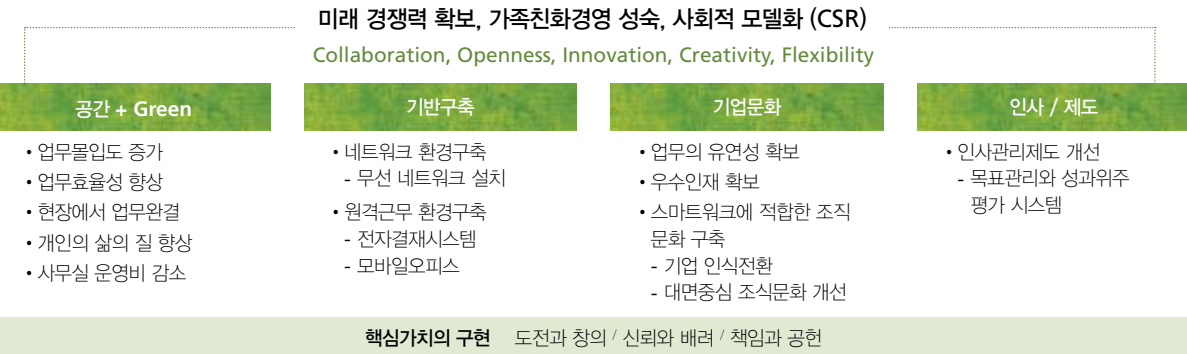 미래 경쟁력 확보, 가족친화경영 성숙, 사회적 모델화 (CSR)
Collaboration, Openness, Innovation, Creativity, Flexibility
공간 + Green
• 업무몰입도 증가
• 업무효율성 향상
• 현장에서 업무완결
• 개인의 삶의 질 향상
• 사무실 운영비 감소
기반구축
• 네트워크 환경구축
- 무선 네트워크 설치
• 원격근무 환경구축
- 전자결재시스템
- 모바일오피스
기업문화
• 업무의 유연성 확보
• 우수인재 확보
• 스마트워크에 적합한 조직
문화 구축
- 기업 인식전환
- 대면중심 조식문화 개선
인사 / 제도
• 인사관리제도 개선
- 목표관리와 성과위주
평가 시스템
핵심가치의 구현 도전과 창의 / 신뢰와 배려 / 책임과 공헌